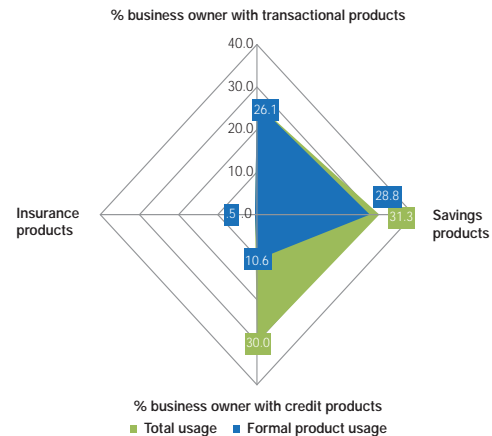 % business owner with transactional products
40.0
30.0
26.1
20.0
10.0
28.8
Insurance
products
.5
.0
31.3
Savings
products
10.6
30.0
% business owner with credit products
Total usage
Formal product usage